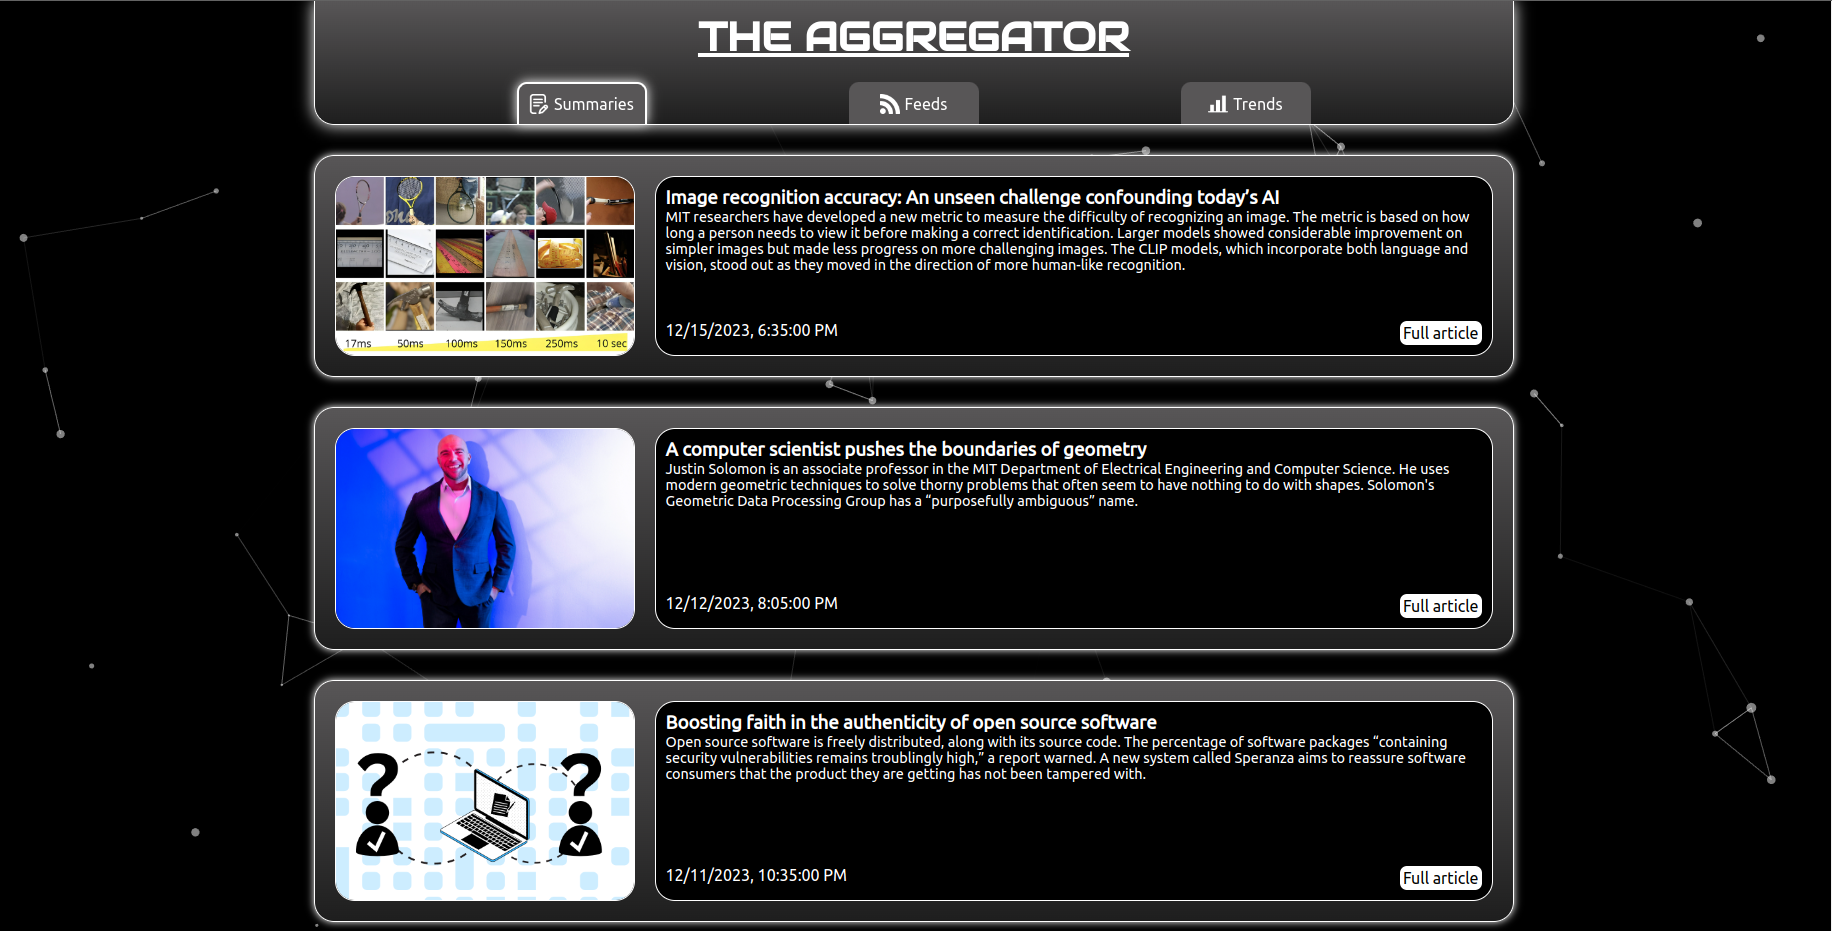 THE AGGREGATOR
Summaries
Feeds
Trends
17ms 50ms 100ms 150ms 250ms 10 sec
Image recognition accuracy: An unseen challenge confounding today’s AI
MIT researchers have developed a new metric to measure the difficulty of recognizing an image. The metric is based on how
long a person needs to view it before making a correct identification. Larger models showed considerable improvement on
simpler images but made less progress on more challenging images. The CLIP models, which incorporate both language and
vision, stood out as they moved in the direction of more human-like recognition.
12/15/2023, 6:35:00 PM
Full article
A computer scientist pushes the boundaries of geometry
Justin Solomon is an associate professor in the MIT Department of Electrical Engineering and Computer Science. He uses
modern geometric techniques to solve thorny problems that often seem to have nothing to do with shapes. Solomon's
Geometric Data Processing Group has a “purposefully ambiguous” name.
12/12/2023, 8:05:00 PM
Full article
? ?
Boosting faith in the authenticity of open source software
Open source software is freely distributed, along with its source code. The percentage of software packages “containing
security vulnerabilities remains troublingly high,” a report warned. A new system called Speranza aims to reassure software
consumers that the product they are getting has not been tampered with.
12/11/2023, 10:35:00 PM
Full article